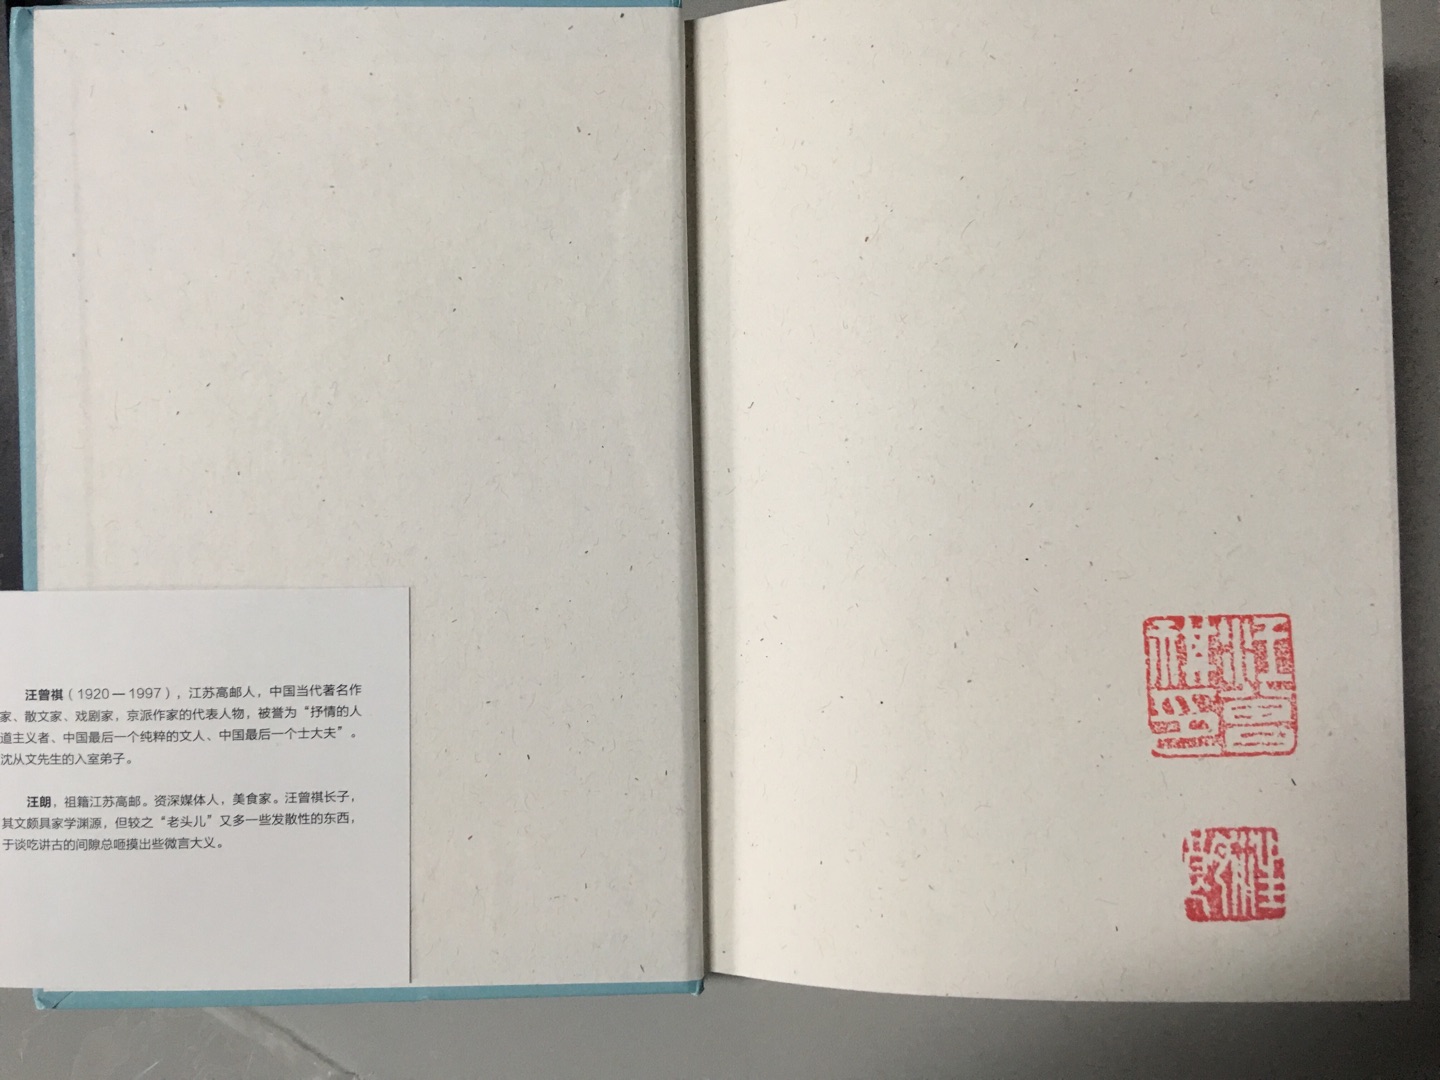 汪曾祺（1920—1997），江苏高邮人，中国当代著名作
家、散文家、戏剧家，京派作家的代表人物，被誉为“抒情的人
道主义者、中国最后一个纯粹的文人、中国最后一个士大夫”。
沈从文先生的入室弟子。
汪朗，祖籍江苏高邮。资深媒体人，美食家。汪曾祺长子，
其文颇具家学渊源，但较之“老头儿”又多一些发散性的东西，
于谈吃讲古的间隙总咂摸出些微言大义。
汪曾
祺印